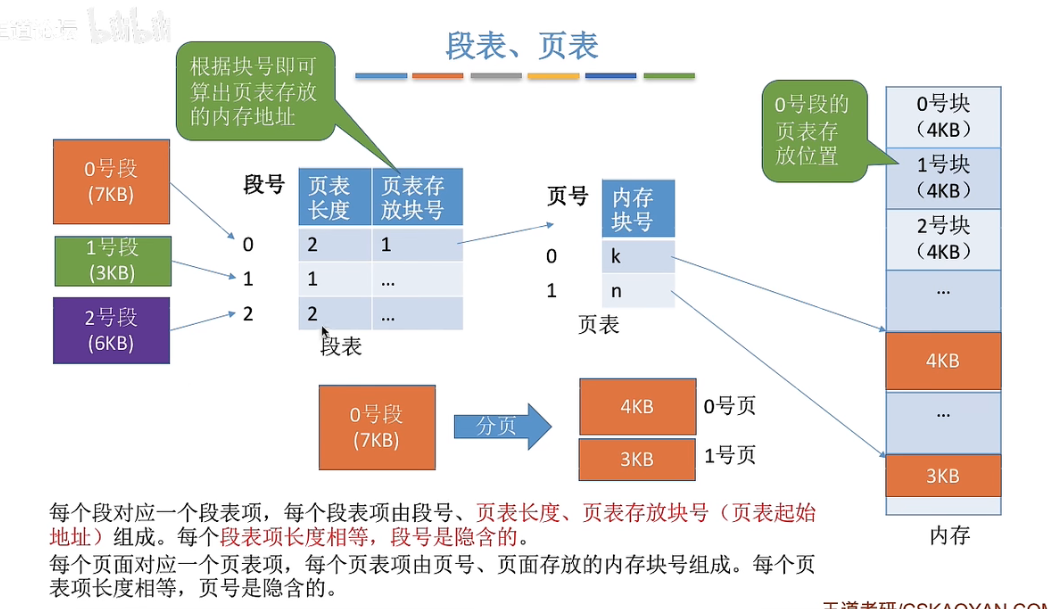 段表、页表
根据块号即可
算出页表存放
的内存地址
0号段
(7KB)
1号段
(3KB)
2号段
(6KB)
段号
页表
长度
页表存
放块号
0
2
1
1
1
...
2
2
...
段表
页号
内存
块号
0
k
1
n
页表
0号段的
页表存
放位置
0号块
（4KB）
1号块
（4KB）
2号块
（4KB）
...
4KB
...
3KB
内存
0号段
(7KB)
分页
4KB
0号页
3KB
1号页
每个段对应一个段表项，每个段表项由段号、页表长度、页表存放块号（页表起始
地址）组成。每个段表项长度相等，段号是隐含的。
每个页面对应一个页表项，每个页表项由页号、页面存放的内存块号组成。每个页
表项长度相等，页号是隐含的。
王道考研/CSKAOYAN.COM